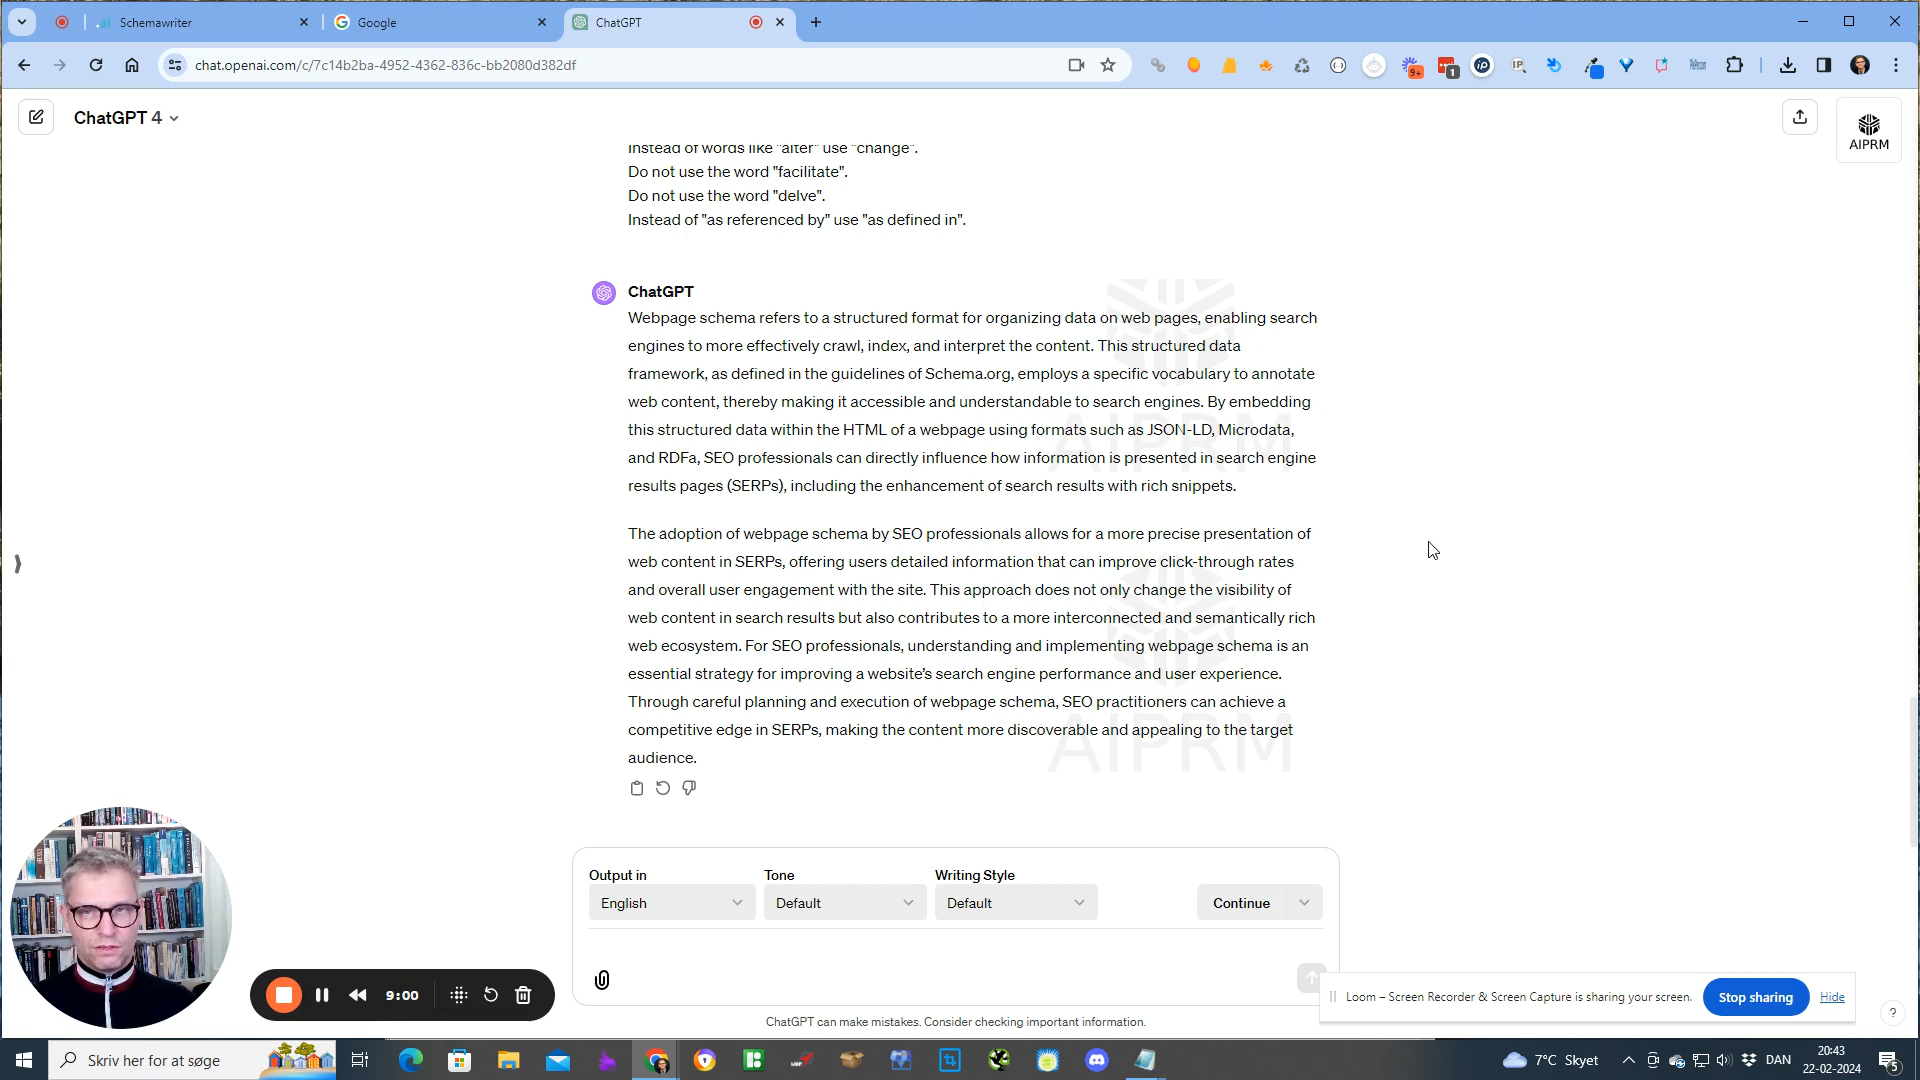 Schemawriter
Google
ChatGPT
chat.openai.com/c/7c14b2ba-4952-4362-836c-bb2080d382df
9+
1
ChatGPT 4
AIPRM
Instead of words like "alter" use "change".
Do not use the word "facilitate".
Do not use the word "delve".
Instead of "as referenced by" use "as defined in".
ChatGPT
Webpage schema refers to a structured format for organizing data on web pages, enabling search
engines to more effectively crawl, index, and interpret the content. This structured data
framework, as defined in the guidelines of Schema.org, employs a specific vocabulary to annotate
web content, thereby making it accessible and understandable to search engines. By embedding
this structured data within the HTML of a webpage using formats such as JSON-LD, Microdata,
and RDFa, SEO professionals can directly influence how information is presented in search engine
results pages (SERPs), including the enhancement of search results with rich snippets.
AIPRM
The adoption of webpage schema by SEO professionals allows for a more precise presentation of
web content in SERPs, offering users detailed information that can improve click-through rates
and overall user engagement with the site. This approach does not only change the visibility of
web content in search results but also contributes to a more interconnected and semantically rich
web ecosystem. For SEO professionals, understanding and implementing webpage schema is an
essential strategy for improving a website's search engine performance and user experience.
Through careful planning and execution of webpage schema, SEO practitioners can achieve a
competitive edge in SERPs, making the content more discoverable and appealing to the target
audience.
AIPRM
Output in
Tone
Writing Style
English
Default
Default
Continue
9:00
Loom – Screen Recorder & Screen Capture is sharing your screen.
Stop sharing
Hide
ChatGPT can make mistakes. Consider checking important information.
?
Skriv her for at søge
7°C Skyet
DAN
20:43
22-02-2024
5